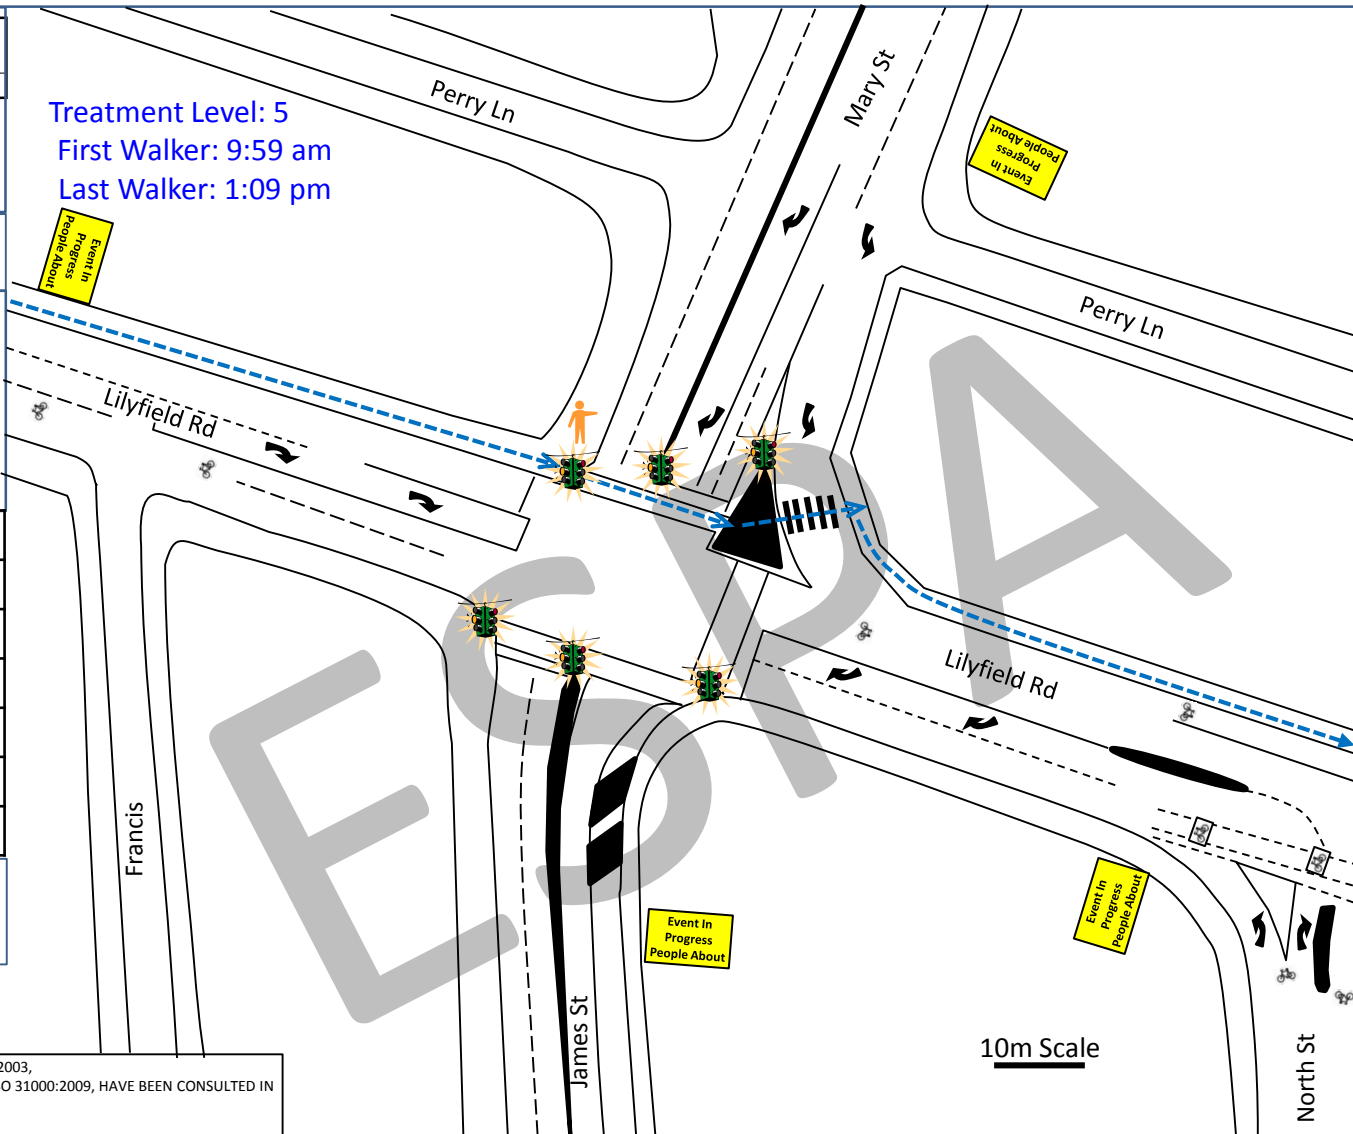 Perry Ln
Mary St
Treatment Level: 5
First Walker: 9:59 am
Last Walker: 1:09 pm
Event In
Progress
People About
Event In
Progress
People About
Perry Ln
Lilyfield Rd
Lilyfield Rd
ESPA
Francis
Event In
Progress
People About
Event In
Progress
People About
James St
10m Scale
North St
2003,
SO 31000:2009, HAVE BEEN CONSULTED IN